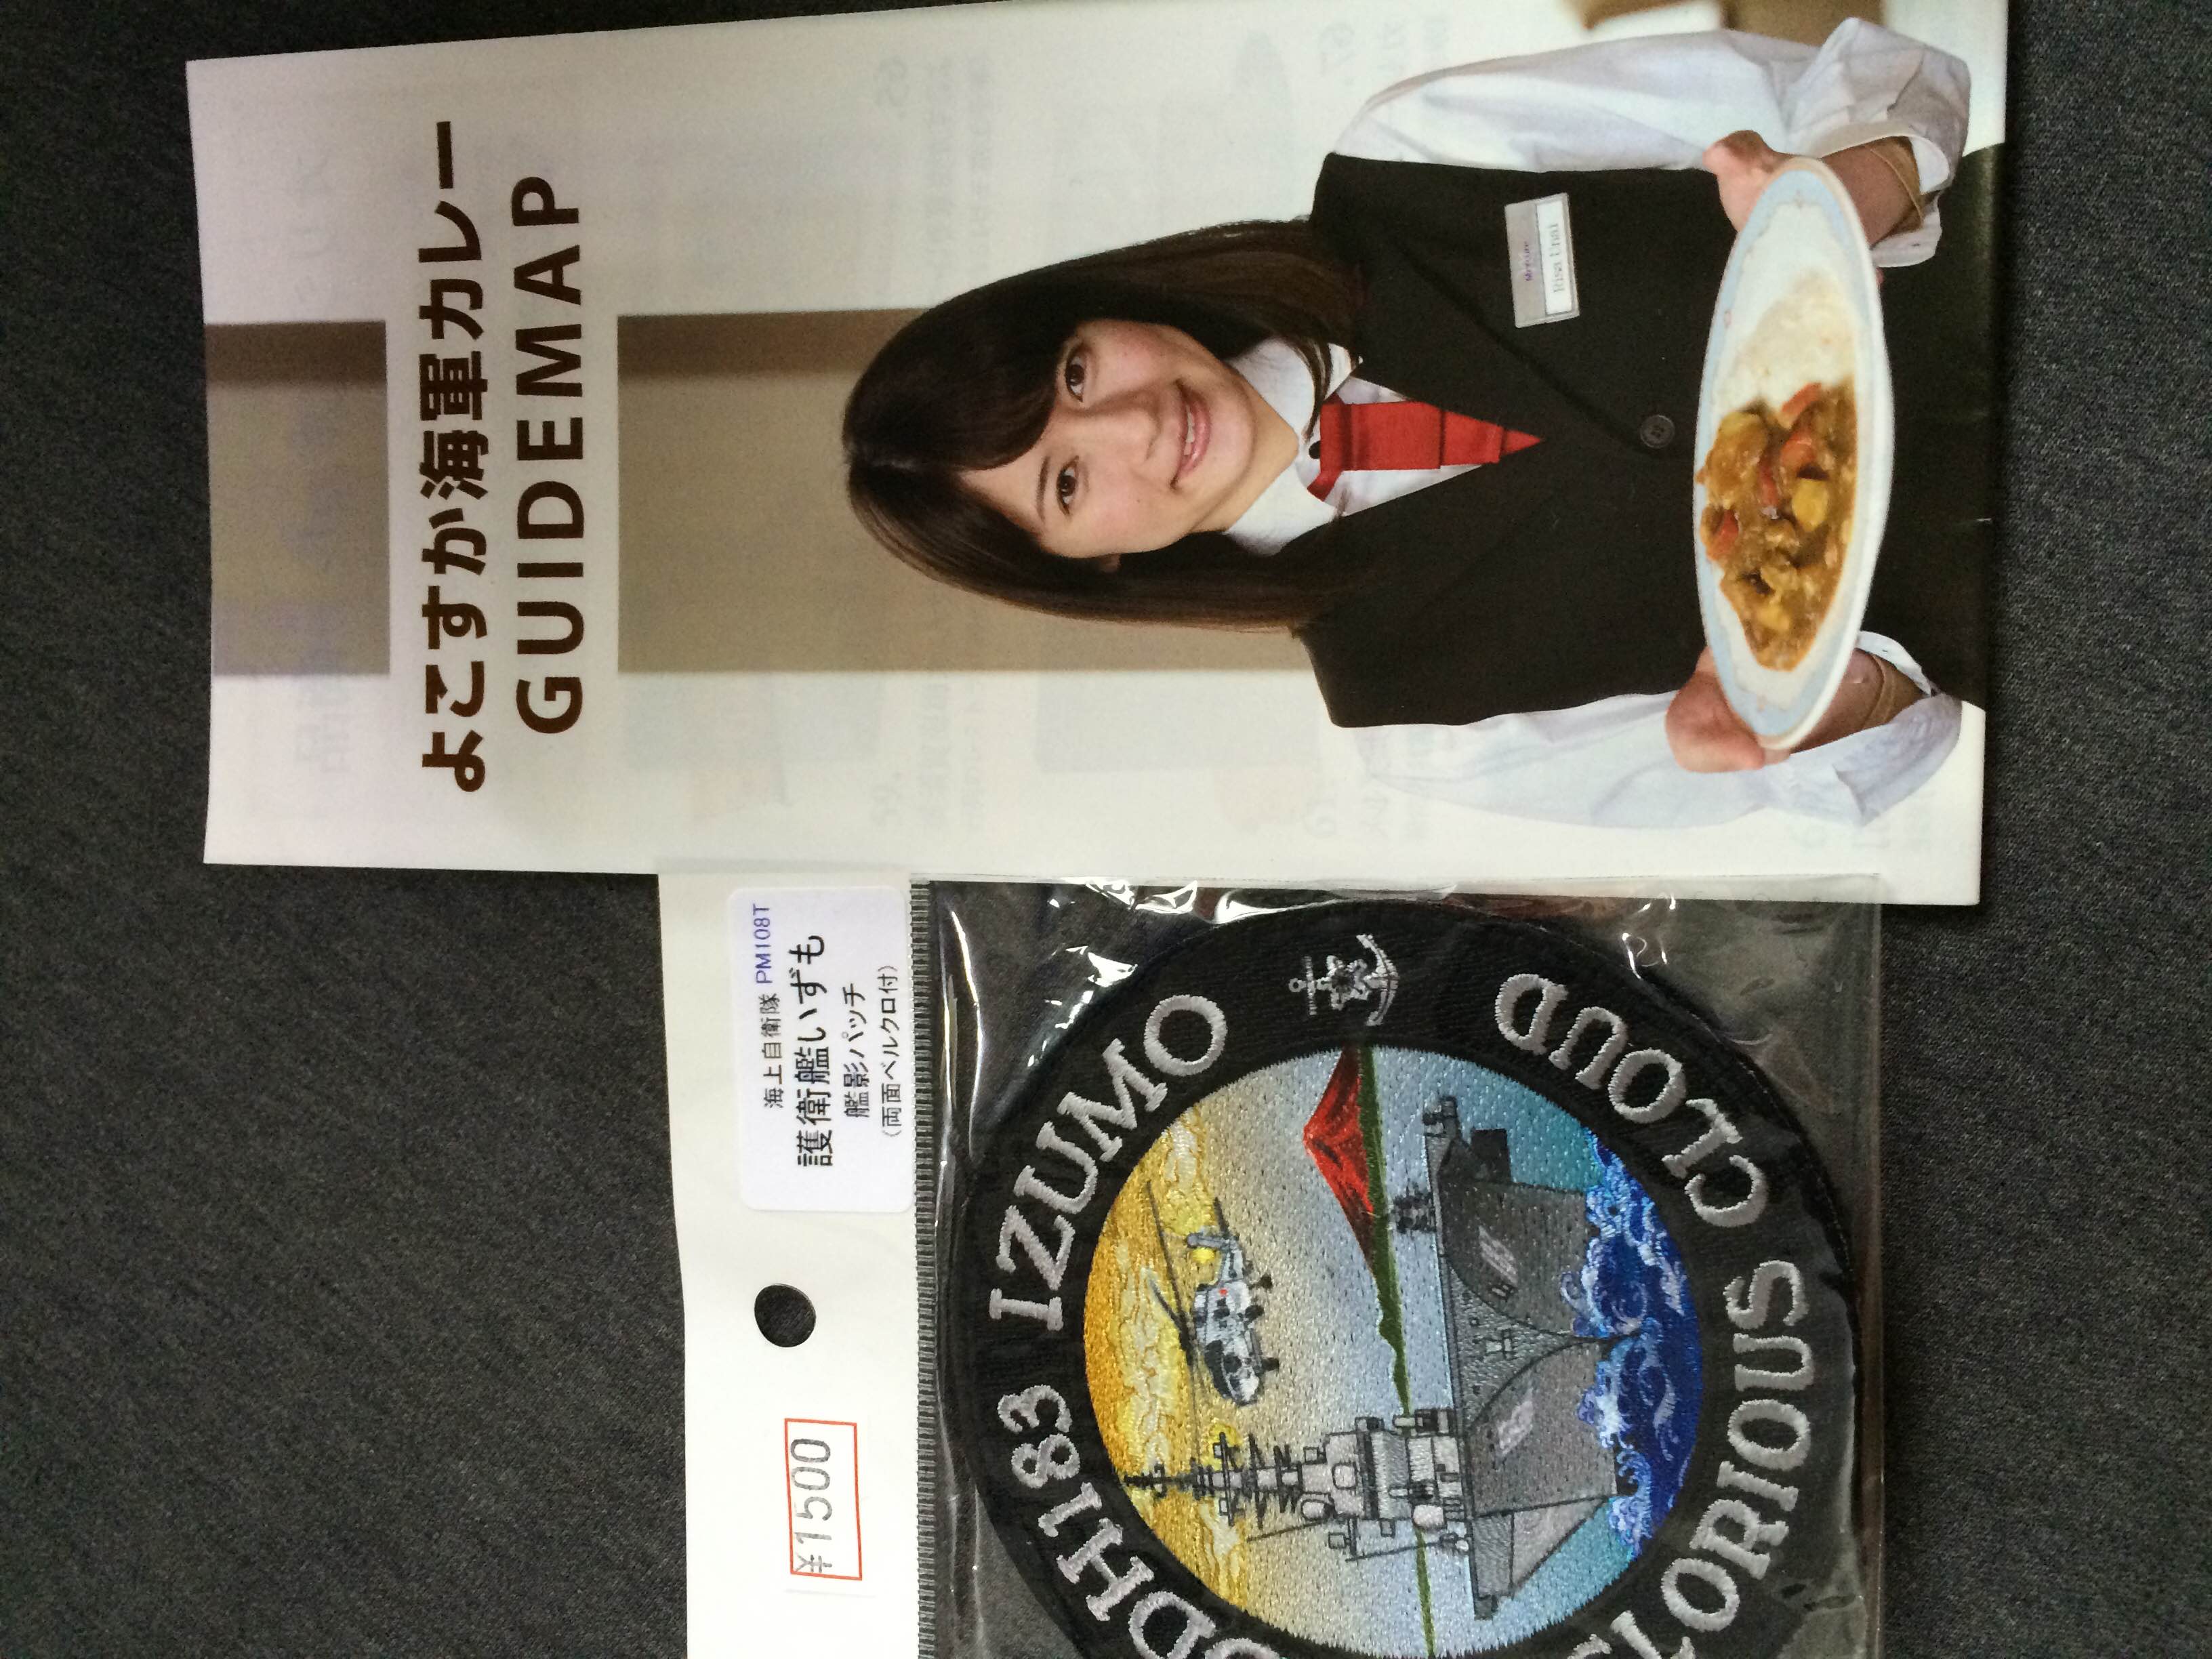 よこすか海軍カレー
GUIDEMAP
Risa Unai
¥1500
海上自衛隊 PM108T
護衛艦いずも
艦影パッチ
(両面ベルクロ付)
DDH183 IZUMO
GLORIOUS CLOUD